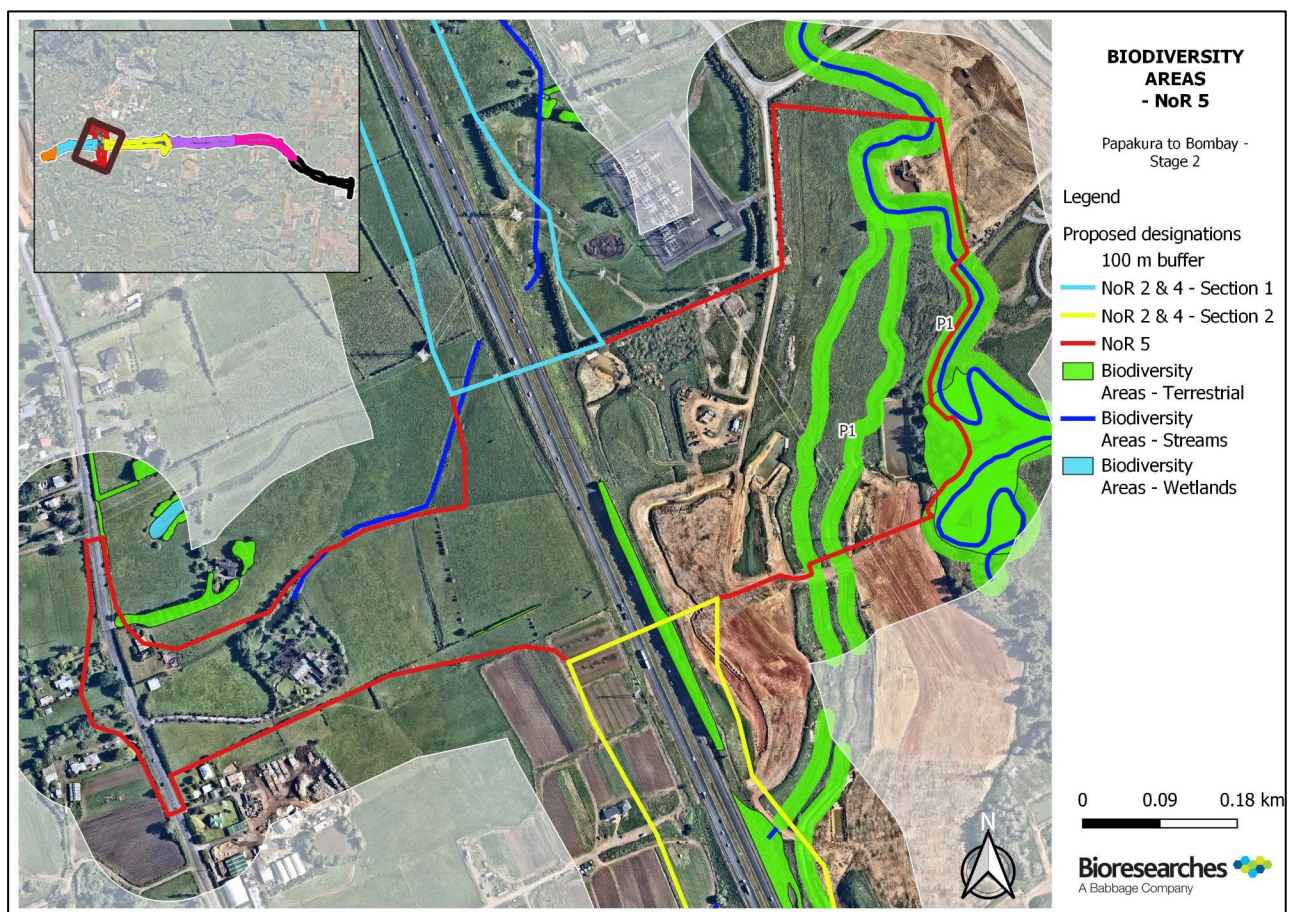 BIODIVERSITY
AREAS
- NoR 5
Papakura to Bombay -
Stage 2
Legend
Proposed designations
100 m buffer
NoR 2 & 4 - Section 1
NoR 2 & 4 - Section 2
NoR 5
Biodiversity
Areas - Terrestrial
Biodiversity
Areas - Streams
Biodiversity
Areas - Wetlands
P1
P1
0 0.09 0.18 km
N
Bioresearches
A Babbage Company